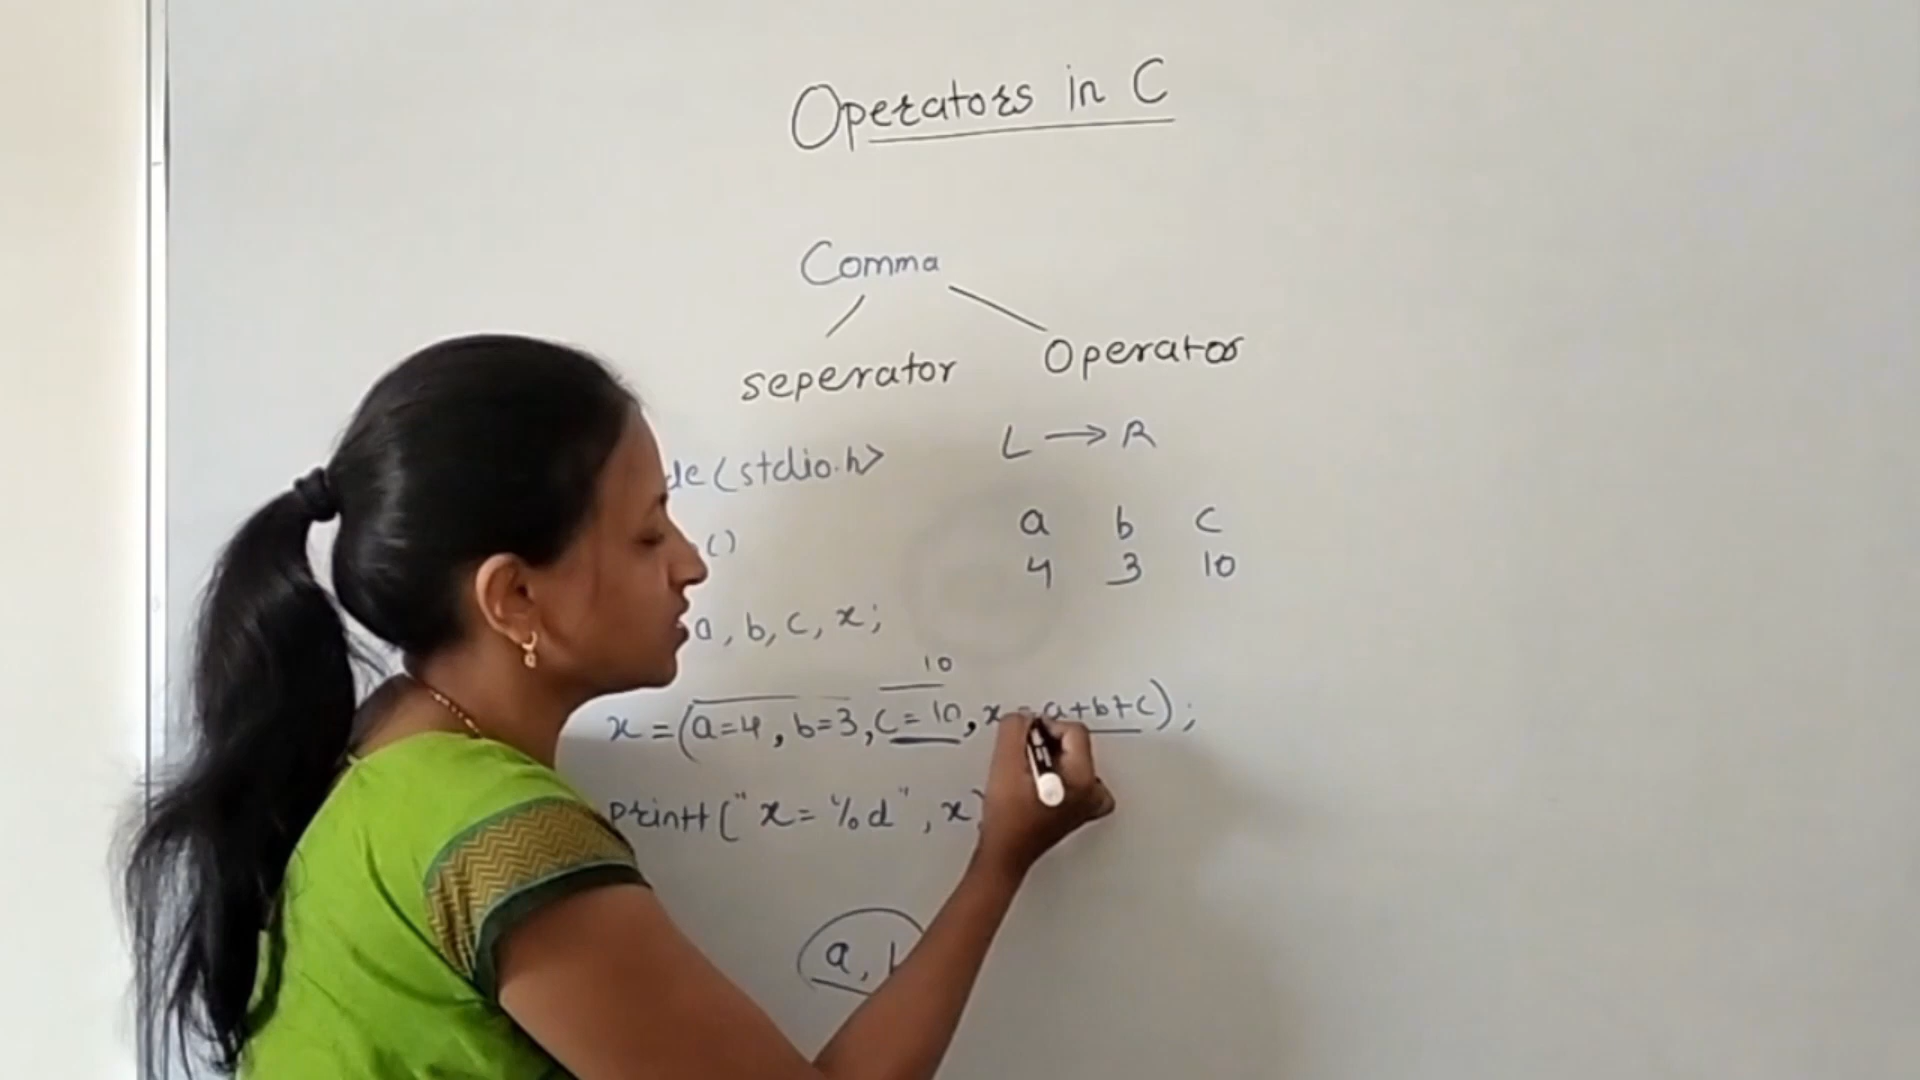 Operators in C
Comma
seperator Operator
L → R
de (stdio.h>
()
a b c
4 3 10
a, b, c, x;
10
x = (a=4, b=3, c=10, x=a+b+c);
printf("x=%d", x)
a,